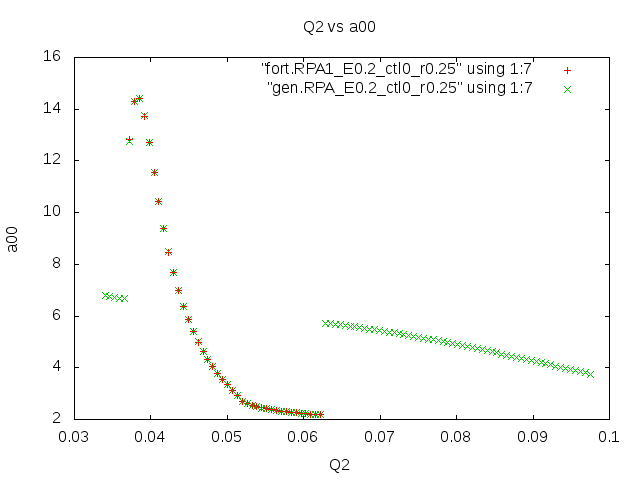 Q2 vs a00
"fort.RPA1_E0.2_ctl0_r0.25" using 1:7
"gen.RPA_E0.2_ctl0_r0.25" using 1:7
16
14
12
10
8
6
4
2
a00
0.03 0.04 0.05 0.06 0.07 0.08 0.09 0.1
Q2